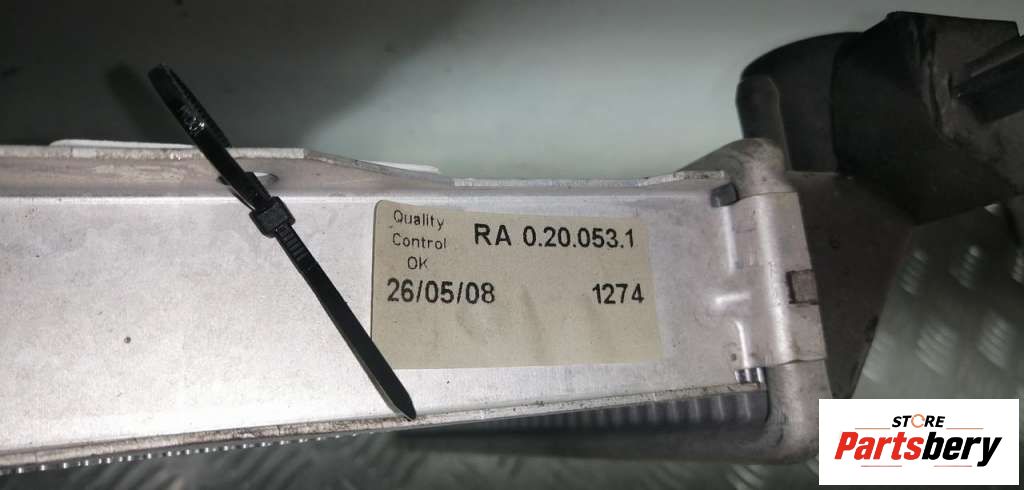 Quality
Control
OK
RA 0.20.053.1
26/05/08
1274
STORE
Partsbery